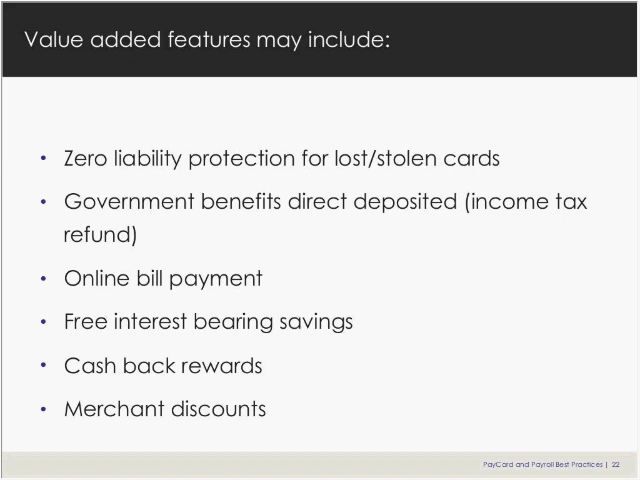 Value added features may include:
• Zero liability protection for lost/stolen cards
• Government benefits direct deposited (income tax
refund)
• Online bill payment
• Free interest bearing savings
• Cash back rewards
• Merchant discounts
PayCard and Payroll Best Practices | 22